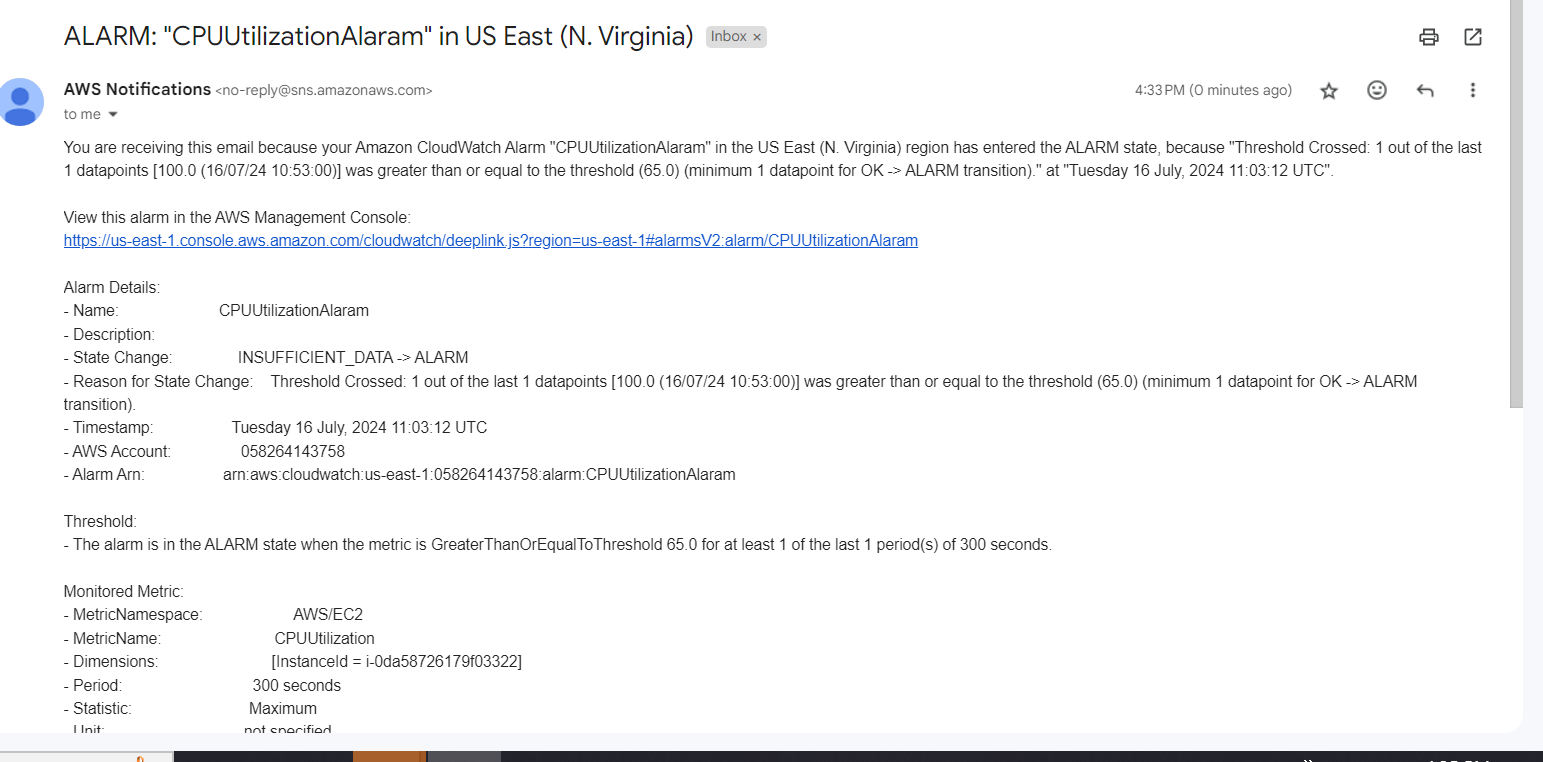 ALARM: "CPUUtilizationAlaram" in US East (N. Virginia) Inbox ×
AWS Notifications <no-reply@sns.amazonaws.com> 4:33 PM (0 minutes ago)
to me
You are receiving this email because your Amazon CloudWatch Alarm "CPUUtilizationAlaram" in the US East (N. Virginia) region has entered the ALARM state, because "Threshold Crossed: 1 out of the last
1 datapoints [100.0 (16/07/24 10:53:00)] was greater than or equal to the threshold (65.0) (minimum 1 datapoint for OK -> ALARM transition)." at "Tuesday 16 July, 2024 11:03:12 UTC".
View this alarm in the AWS Management Console:
https://us-east-1.console.aws.amazon.com/cloudwatch/deeplink.js?region=us-east-1#alarmsV2:alarm/CPUUtilizationAlaram
Alarm Details:
- Name: CPUUtilizationAlaram
- Description:
- State Change: INSUFFICIENT_DATA -> ALARM
- Reason for State Change: Threshold Crossed: 1 out of the last 1 datapoints [100.0 (16/07/24 10:53:00)] was greater than or equal to the threshold (65.0) (minimum 1 datapoint for OK -> ALARM
transition).
- Timestamp: Tuesday 16 July, 2024 11:03:12 UTC
- AWS Account: 058264143758
- Alarm Arn: arn:aws:cloudwatch:us-east-1:058264143758:alarm:CPUUtilizationAlaram
Threshold:
- The alarm is in the ALARM state when the metric is GreaterThanOrEqualToThreshold 65.0 for at least 1 of the last 1 period(s) of 300 seconds.
Monitored Metric:
- MetricNamespace: AWS/EC2
- MetricName: CPUUtilization
- Dimensions: [InstanceId = i-0da58726179f03322]
- Period: 300 seconds
- Statistic: Maximum
- Unit: not specified